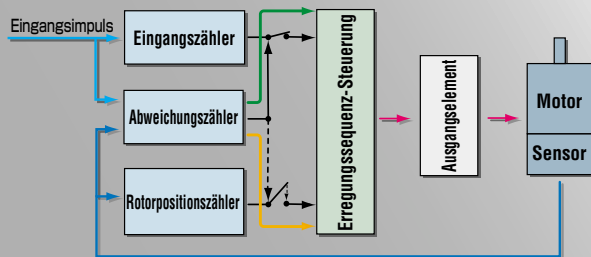 Eingangsimpuls
Eingangszähler
Abweichungszähler
Rotorpositionszähler
Erregungssequenz-Steuerung
Ausgangselement
Motor
Sensor